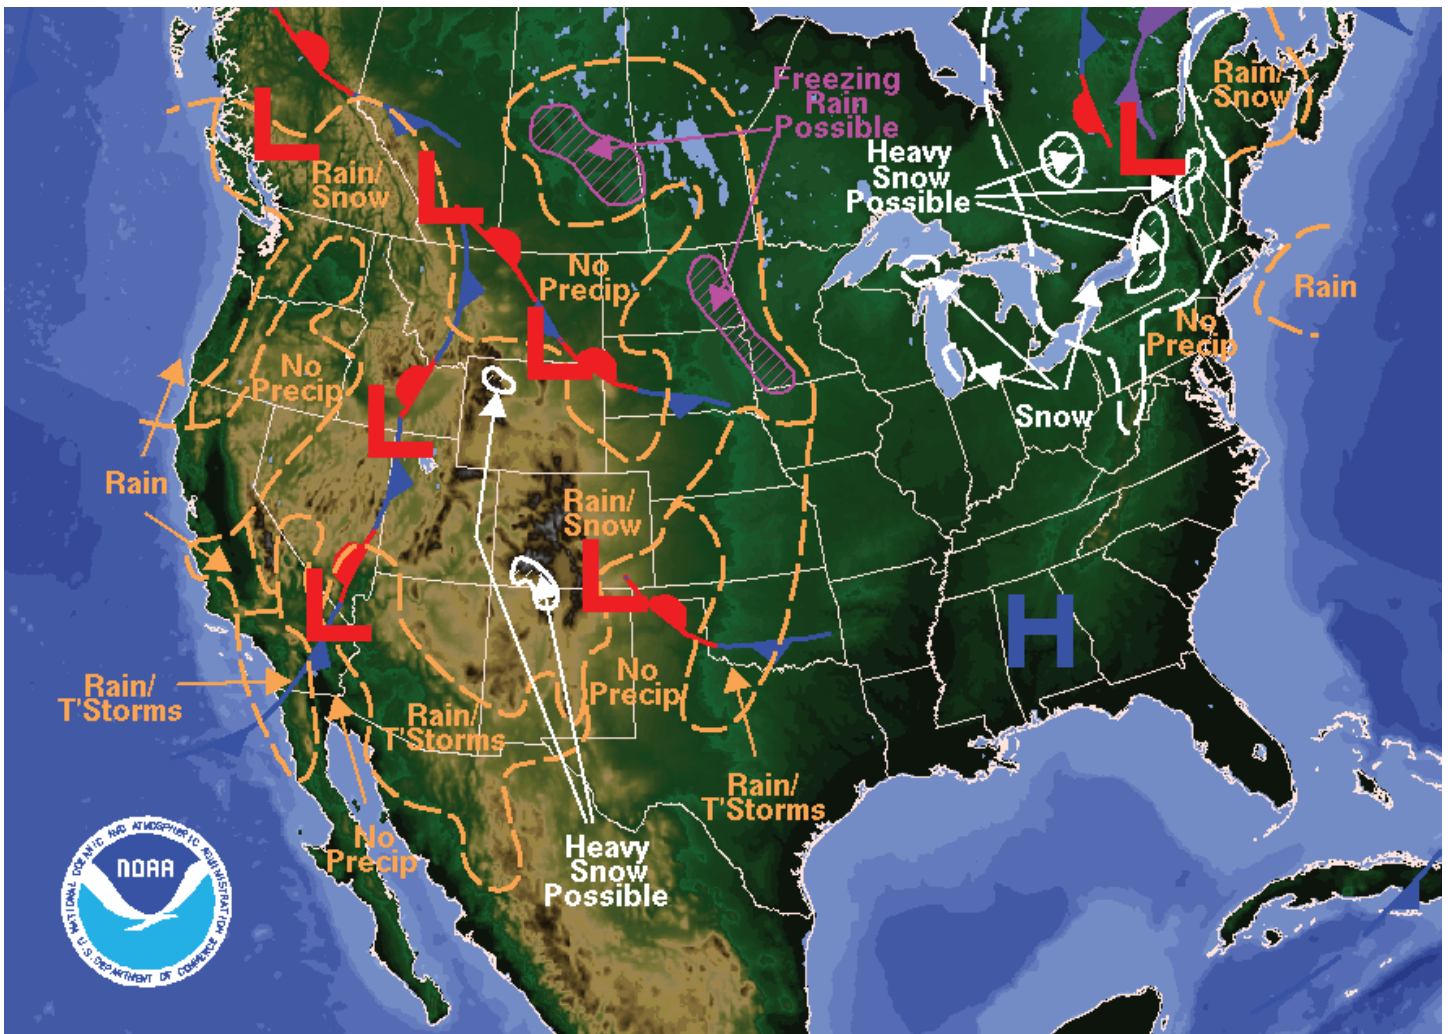 Freezing
Rain
Possible
Rain/
Snow
Heavy
Snow
Possible
Rain/
Snow
No
Precip
Rain
No
Precip
No
Precip
Snow
Rain
Rain/
Snow
Rain/
T'Storms
No
Precip
Rain/
T'Storms
Rain/
T'Storms
No
Precip
Heavy
Snow
Possible
L
L
L
L
L
L
L
H
NATIONAL OCEANIC AND ATMOSPHERIC ADMINISTRATION
NOAA
U.S. DEPARTMENT OF COMMERCE